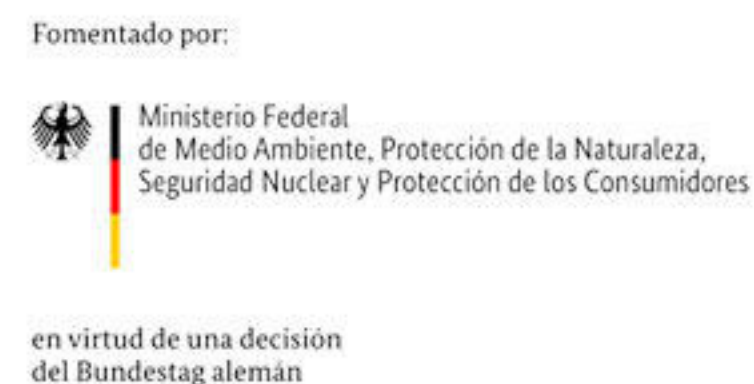 Fomentado por:
Ministerio Federal
de Medio Ambiente, Protección de la Naturaleza,
Seguridad Nuclear y Protección de los Consumidores
en virtud de una decisión
del Bundestag alemán